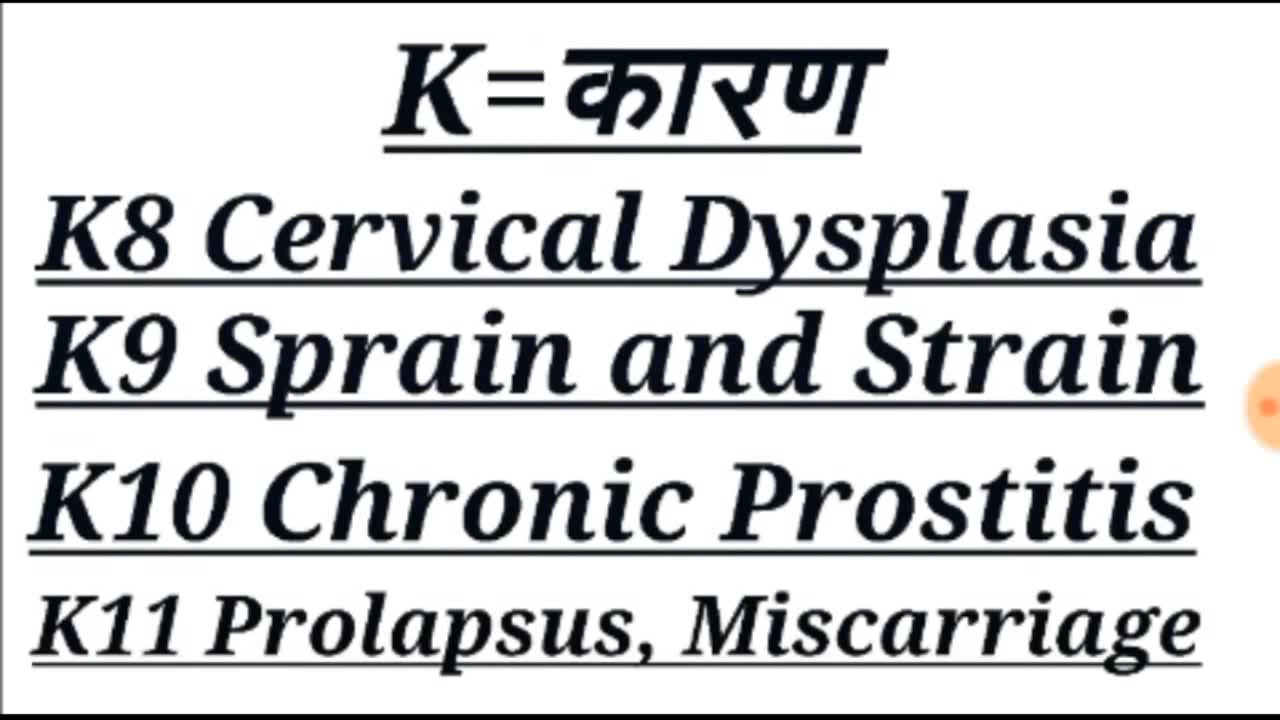 K=कारण
K8 Cervical Dysplasia
K9 Sprain and Strain
K10 Chronic Prostitis
K11 Prolapsus, Miscarriage